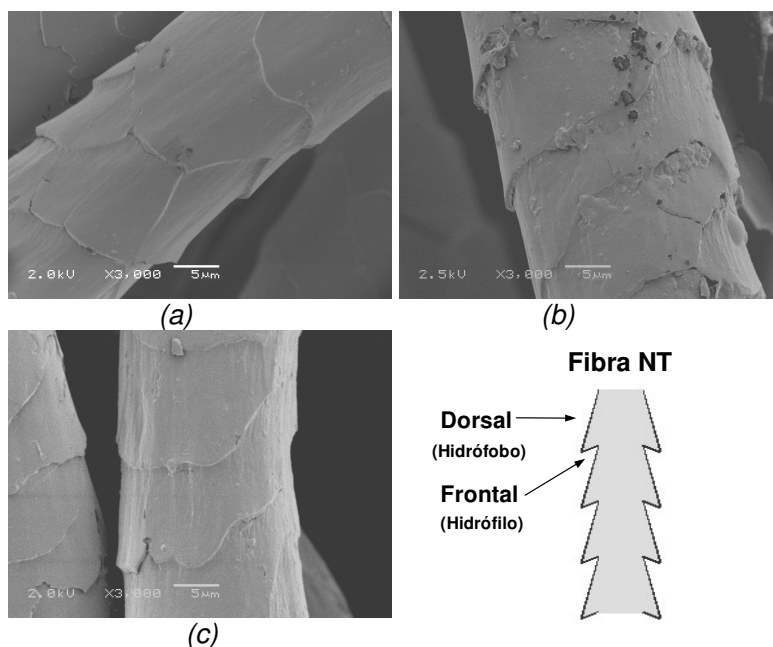 2.0kV X3,000 5µm
2.5kV X3,000 5µm
(a)
(b)
2.0kV X3,000 5µm
(c)
Fibra NT
Dorsal
(Hidrófobo)
Frontal
(Hidrófilo)